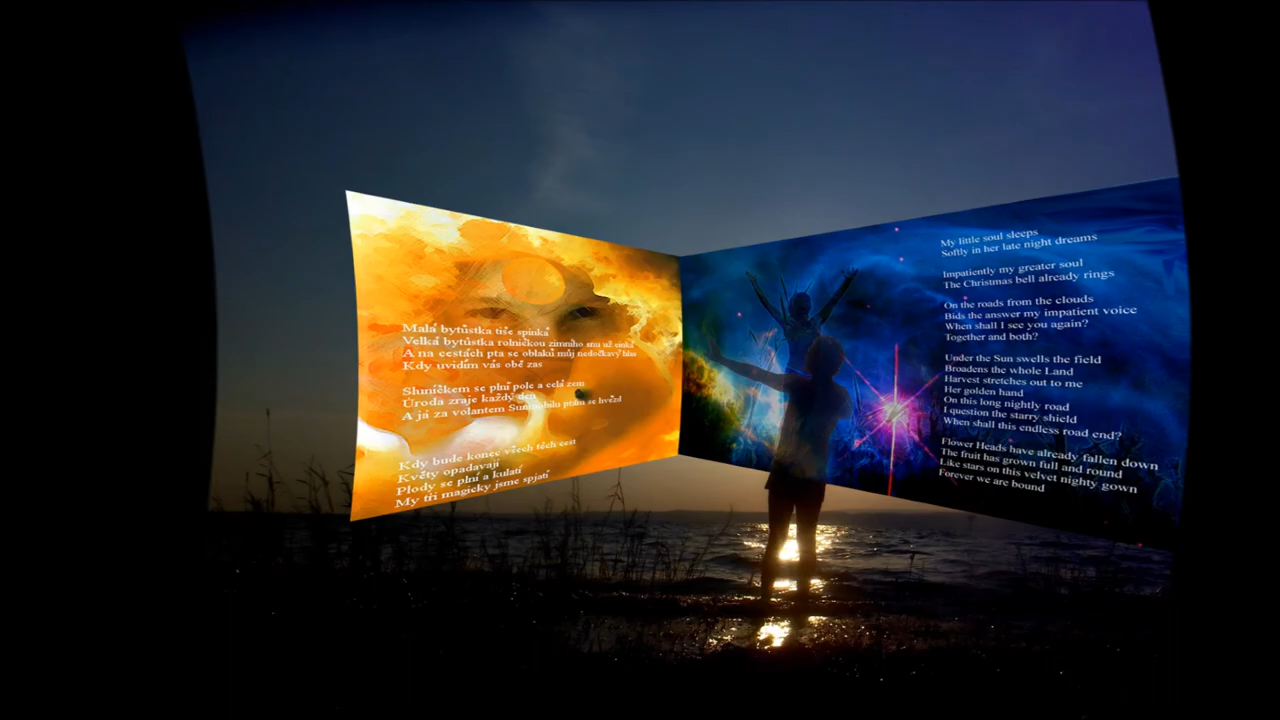 Malá bytůstka tiše spinká
Velká bytůstka rolničkou zimního snu už cinká
A na cestách ptá se oblaků můj nedočkavý hlas
Kdy uvidím vás obě zas
Sluníčkem se plní pole a celá zem
Úroda zraje každý den
A já za volantem Sunmobilu ptám se hvězd
Kdy bude konec všech těch cest
Květy opadavají
Plody se plní a kulatí
My tři magicky jsme spjati
My little soul sleeps
Softly in her late night dreams
Impatiently my greater soul
The Christmas bell already rings
On the roads from the clouds
Bids the answer my impatient voice
When shall I see you again?
Together and both?
Under the Sun swells the field
Broadens the whole Land
Harvest stretches out to me
Her golden hand
On this long nightly road
I question the starry shield
When shall this endless road end?
Flower Heads have already fallen down
The fruit has grown full and round
Like stars on this velvet nighty gown
Forever we are bound